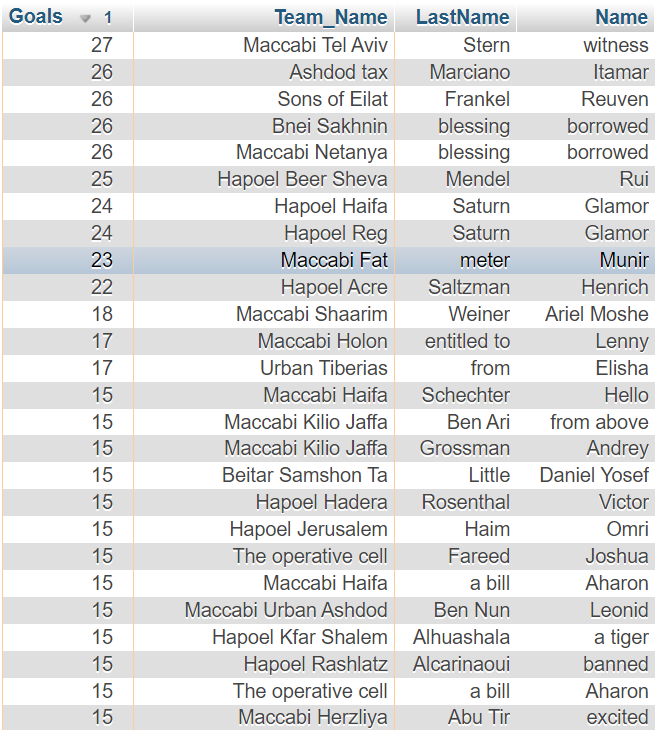 Goals 1 Team_Name LastName Name
27 Maccabi Tel Aviv Stern witness
26 Ashdod tax Marciano Itamar
26 Sons of Eilat Frankel Reuven
26 Bnei Sakhnin blessing borrowed
26 Maccabi Netanya blessing borrowed
25 Hapoel Beer Sheva Mendel Rui
24 Hapoel Haifa Saturn Glamor
24 Hapoel Reg Saturn Glamor
23 Maccabi Fat meter Munir
22 Hapoel Acre Saltzman Henrich
18 Maccabi Shaarim Weiner Ariel Moshe
17 Maccabi Holon entitled to Lenny
17 Urban Tiberias from Elisha
15 Maccabi Haifa Schechter Hello
15 Maccabi Kilio Jaffa Ben Ari from above
15 Maccabi Kilio Jaffa Grossman Andrey
15 Beitar Samshon Ta Little Daniel Yosef
15 Hapoel Hadera Rosenthal Victor
15 Hapoel Jerusalem Haim Omri
15 The operative cell Fareed Joshua
15 Maccabi Haifa a bill Aharon
15 Maccabi Urban Ashdod Ben Nun Leonid
15 Hapoel Kfar Shalem Alhuashala a tiger
15 Hapoel Rashlatz Alcarinaoui banned
15 The operative cell a bill Aharon
15 Maccabi Herzliya Abu Tir excited